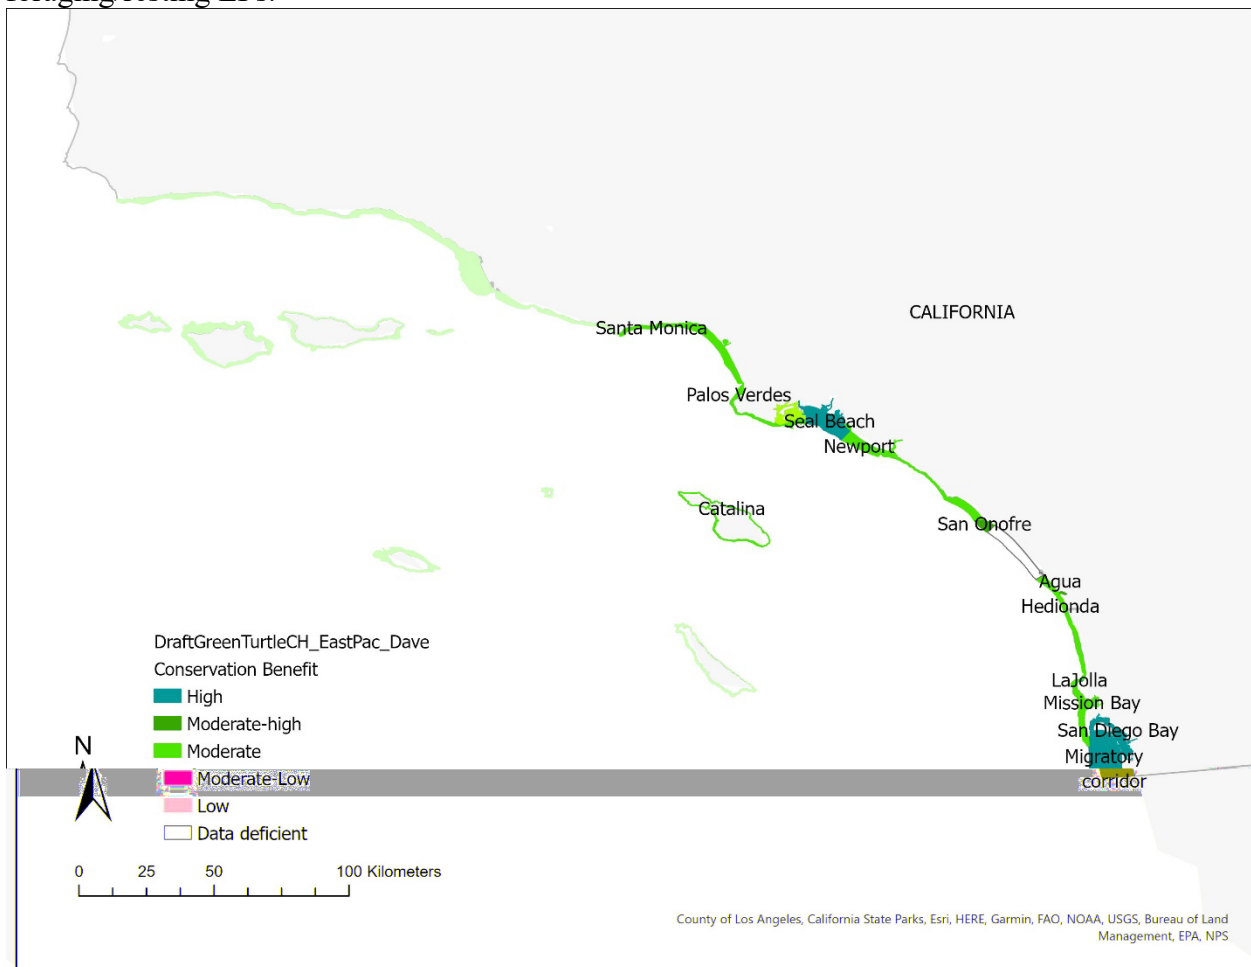 foraging/resting EFs.
CALIFORNIA
Santa Monica
Palos Verdes
Seal Beach
Newport
Catalina
San Onofre
Agua
Hedionda
LaJolla
Mission Bay
San Diego Bay
Migratory
corridor
DraftGreenTurtleCH_EastPac_Dave
Conservation Benefit
High
Moderate-high
Moderate
Moderate-Low
Low
Data deficient
N
0 25 50 100 Kilometers
County of Los Angeles, California State Parks, Esri, HERE, Garmin, FAO, NOAA, USGS, Bureau of Land
Management, EPA, NPS